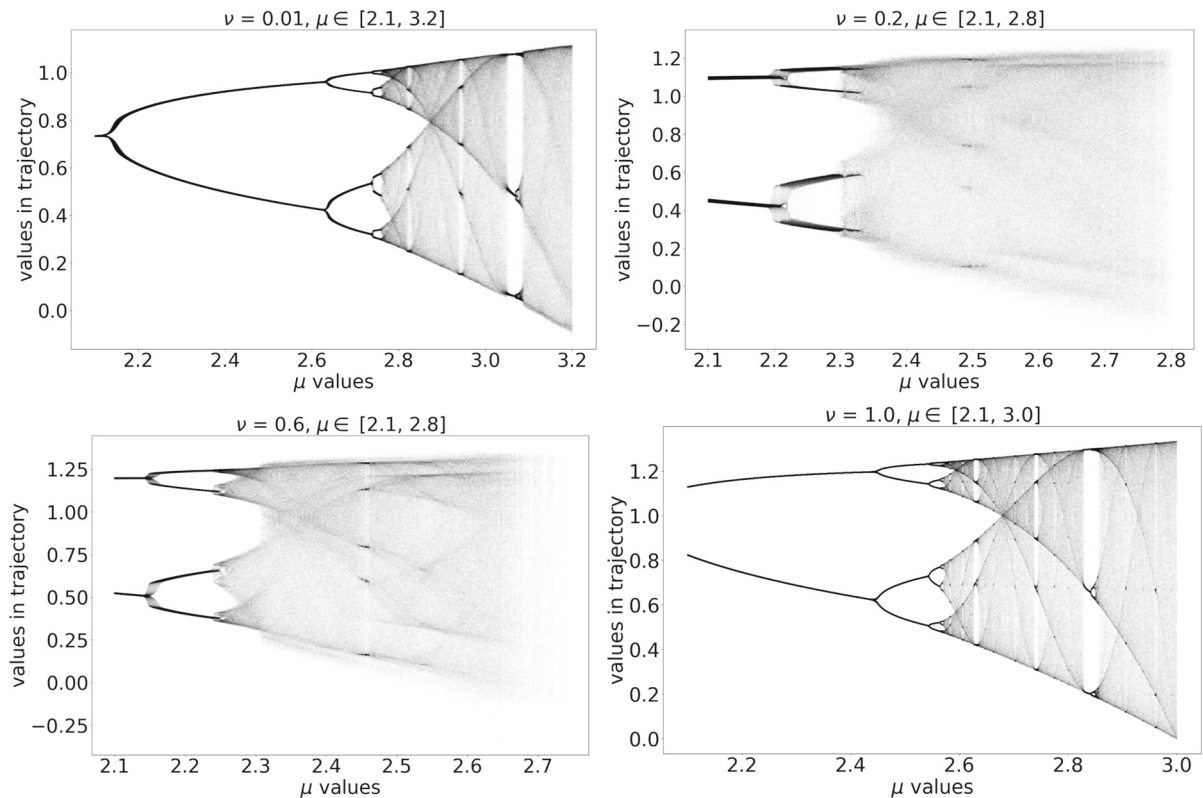 ν = 0.01, μ ∈ [2.1, 3.2]
values in trajectory
1.0
0.8
0.6
0.4
0.2
0.0
2.2 2.4 2.6 2.8 3.0 3.2
μ values
ν = 0.2, μ ∈ [2.1, 2.8]
values in trajectory
1.2
1.0
0.8
0.6
0.4
0.2
0.0
−0.2
2.1 2.2 2.3 2.4 2.5 2.6 2.7 2.8
μ values
ν = 0.6, μ ∈ [2.1, 2.8]
values in trajectory
1.25
1.00
0.75
0.50
0.25
0.00
−0.25
2.1 2.2 2.3 2.4 2.5 2.6 2.7
μ values
ν = 1.0, μ ∈ [2.1, 3.0]
values in trajectory
1.2
1.0
0.8
0.6
0.4
0.2
0.0
2.2 2.4 2.6 2.8 3.0
μ values